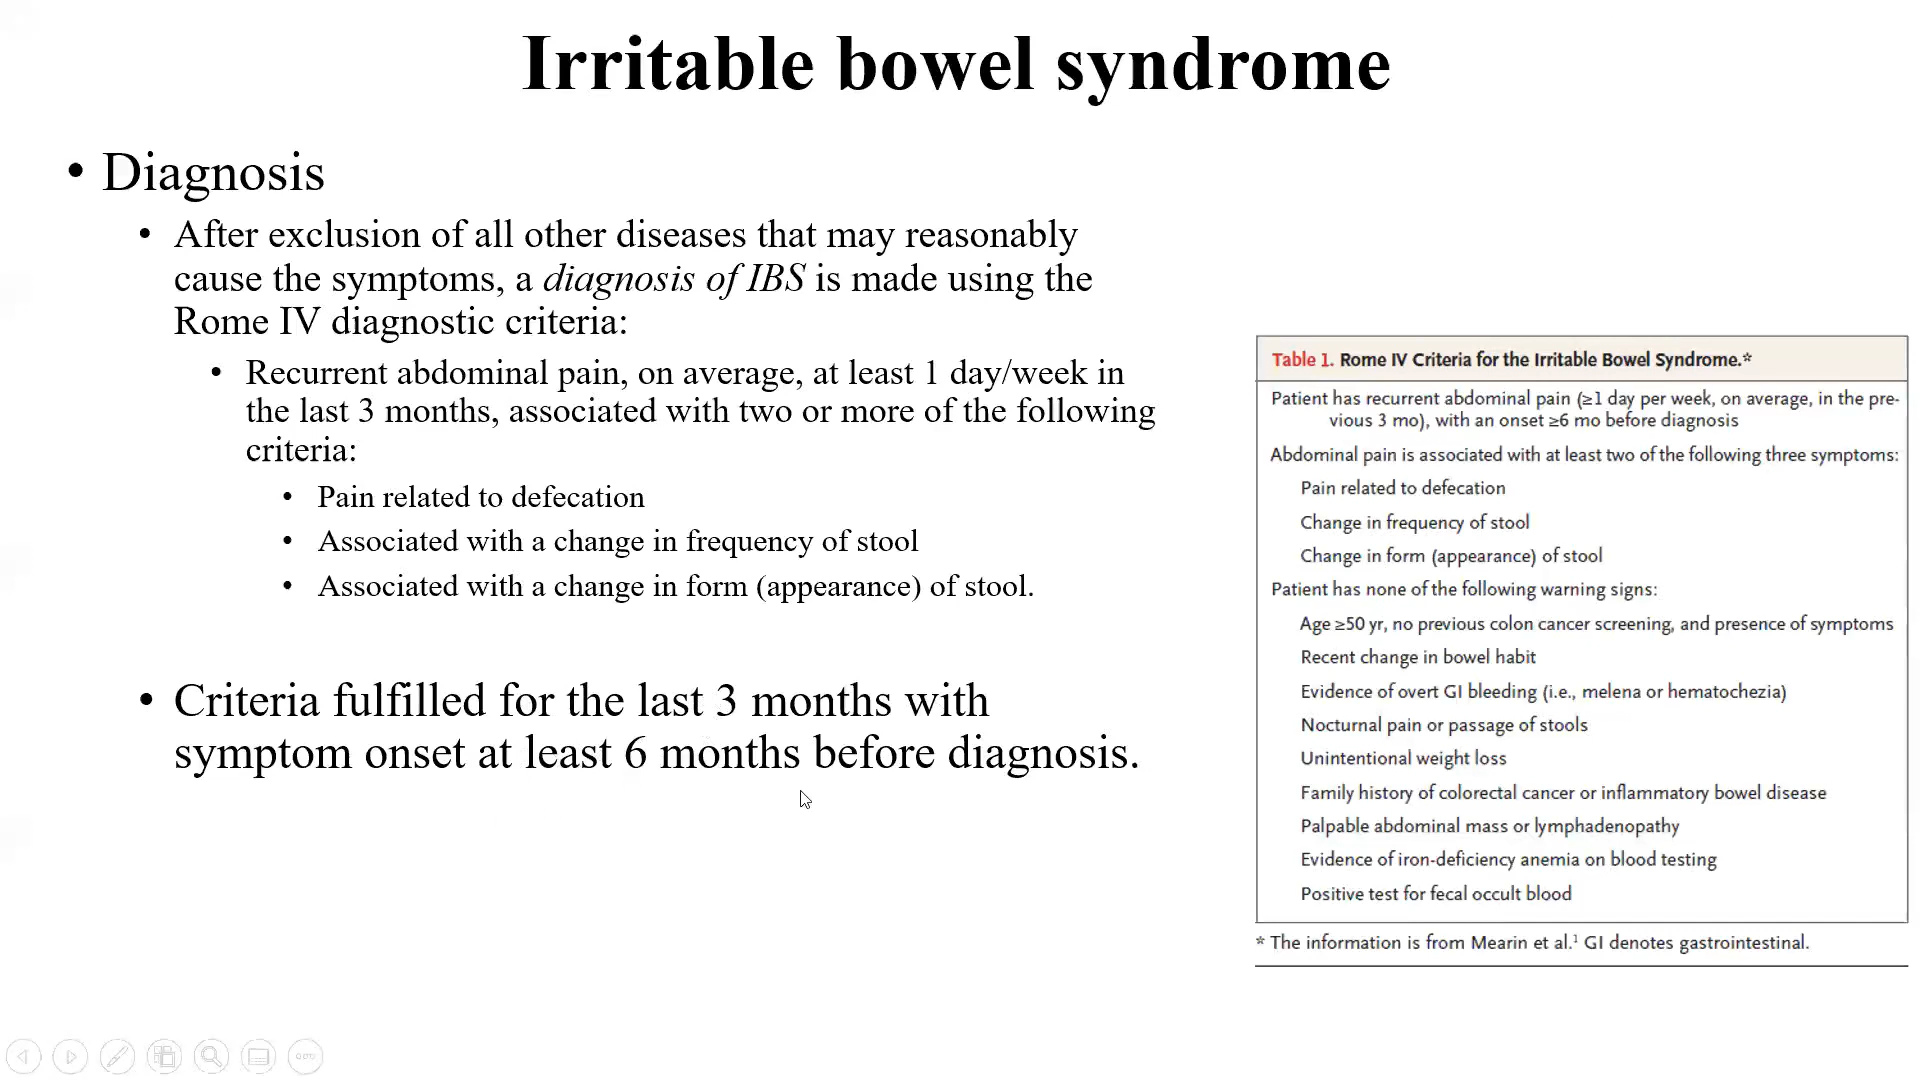 Irritable bowel syndrome
• Diagnosis
• After exclusion of all other diseases that may reasonably
cause the symptoms, a diagnosis of IBS is made using the
Rome IV diagnostic criteria:
• Recurrent abdominal pain, on average, at least 1 day/week in
the last 3 months, associated with two or more of the following
criteria:
• Pain related to defecation
• Associated with a change in frequency of stool
• Associated with a change in form (appearance) of stool.
• Criteria fulfilled for the last 3 months with
symptom onset at least 6 months before diagnosis.
Table 1. Rome IV Criteria for the Irritable Bowel Syndrome.*
Patient has recurrent abdominal pain (≥1 day per week, on average, in the pre-
vious 3 mo), with an onset ≥6 mo before diagnosis
Abdominal pain is associated with at least two of the following three symptoms:
Pain related to defecation
Change in frequency of stool
Change in form (appearance) of stool
Patient has none of the following warning signs:
Age ≥50 yr, no previous colon cancer screening, and presence of symptoms
Recent change in bowel habit
Evidence of overt GI bleeding (i.e., melena or hematochezia)
Nocturnal pain or passage of stools
Unintentional weight loss
Family history of colorectal cancer or inflammatory bowel disease
Palpable abdominal mass or lymphadenopathy
Evidence of iron-deficiency anemia on blood testing
Positive test for fecal occult blood
* The information is from Mearin et al.¹ GI denotes gastrointestinal.